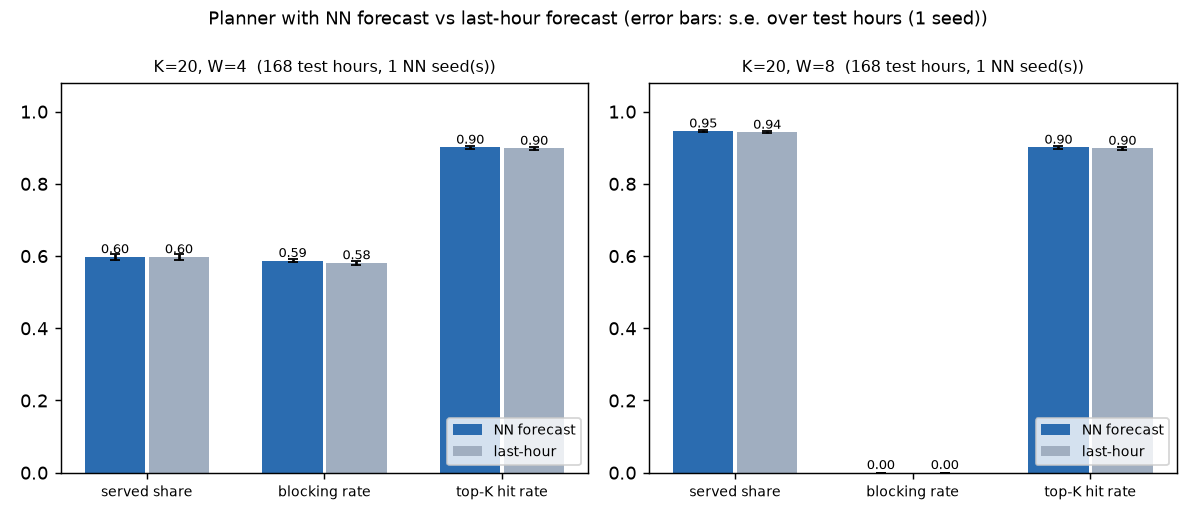 Planner with NN forecast vs last-hour forecast (error bars: s.e. over test hours (1 seed))
K=20, W=4  (168 test hours, 1 NN seed(s))
1.0
0.8
0.6
0.4
0.2
0.0
0.60
0.60
0.59
0.58
0.90
0.90
NN forecast
last-hour
served share
blocking rate
top-K hit rate
K=20, W=8  (168 test hours, 1 NN seed(s))
1.0
0.8
0.6
0.4
0.2
0.0
0.95
0.94
0.00
0.00
0.90
0.90
NN forecast
last-hour
served share
blocking rate
top-K hit rate